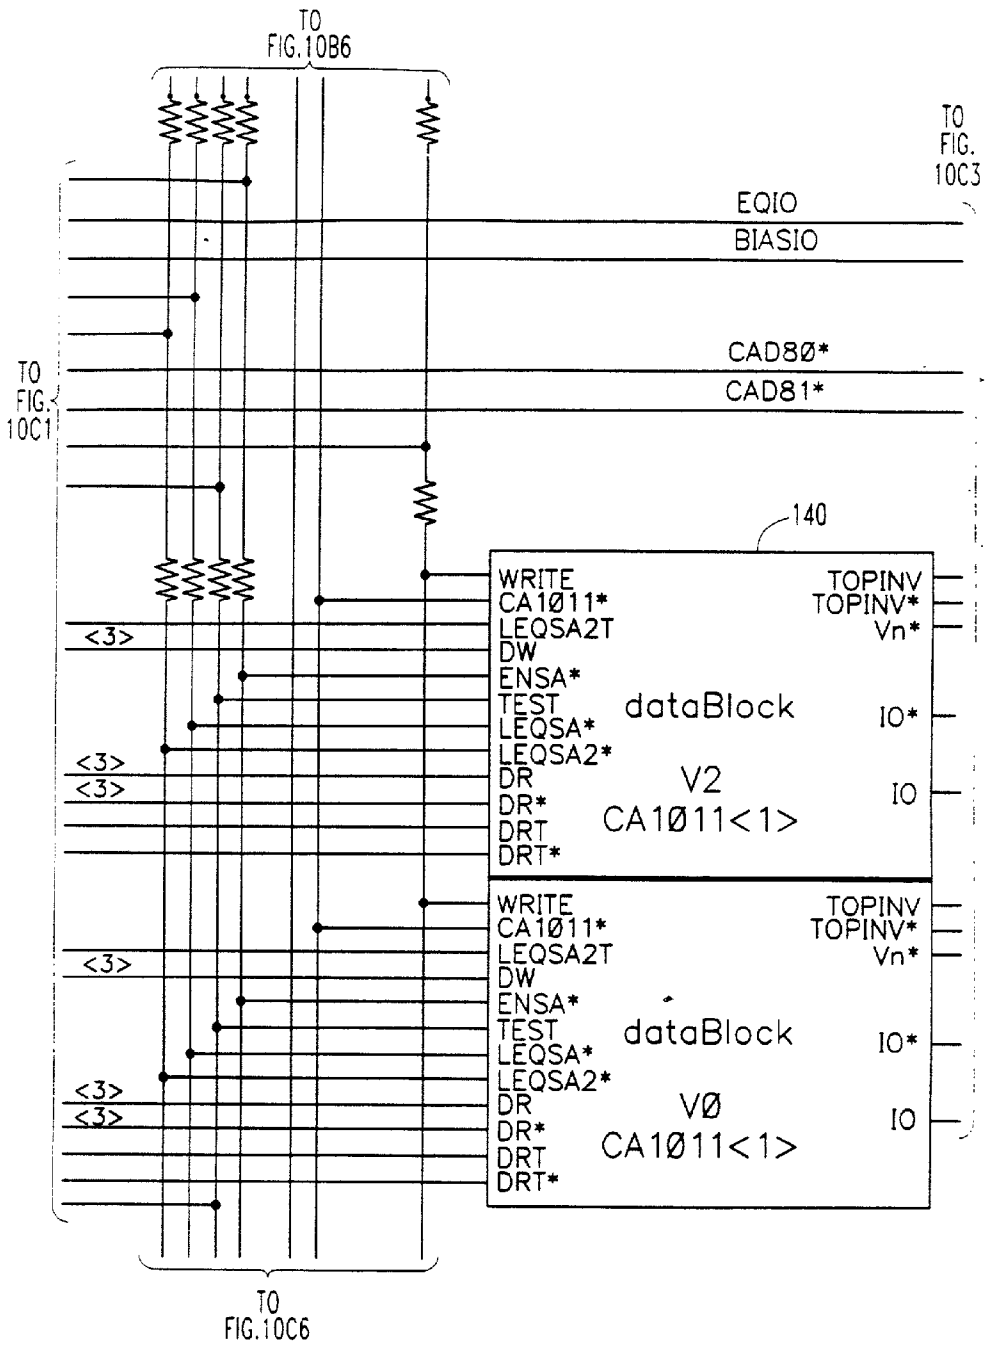 TO
FIG.10B6
TO
FIG.
10C3
EQIO
BIASIO
CAD8Ø*
CAD81*
TO
FIG.
10C1
140
WRITE
CA1Ø11*
LEQSA2T
DW
ENSA*
TEST
LEQSA*
LEQSA2*
DR
DR*
DRT
DRT*
<3>
<3>
<3>
dataBlock
V2
CA1Ø11<1>
TOPINV
TOPINV*
Vn*
IO*
IO
WRITE
CA1Ø11*
LEQSA2T
DW
ENSA*
TEST
LEQSA*
LEQSA2*
DR
DR*
DRT
DRT*
<3>
<3>
<3>
dataBlock
VØ
CA1Ø11<1>
TOPINV
TOPINV*
Vn*
IO*
IO
TO
FIG.10C6